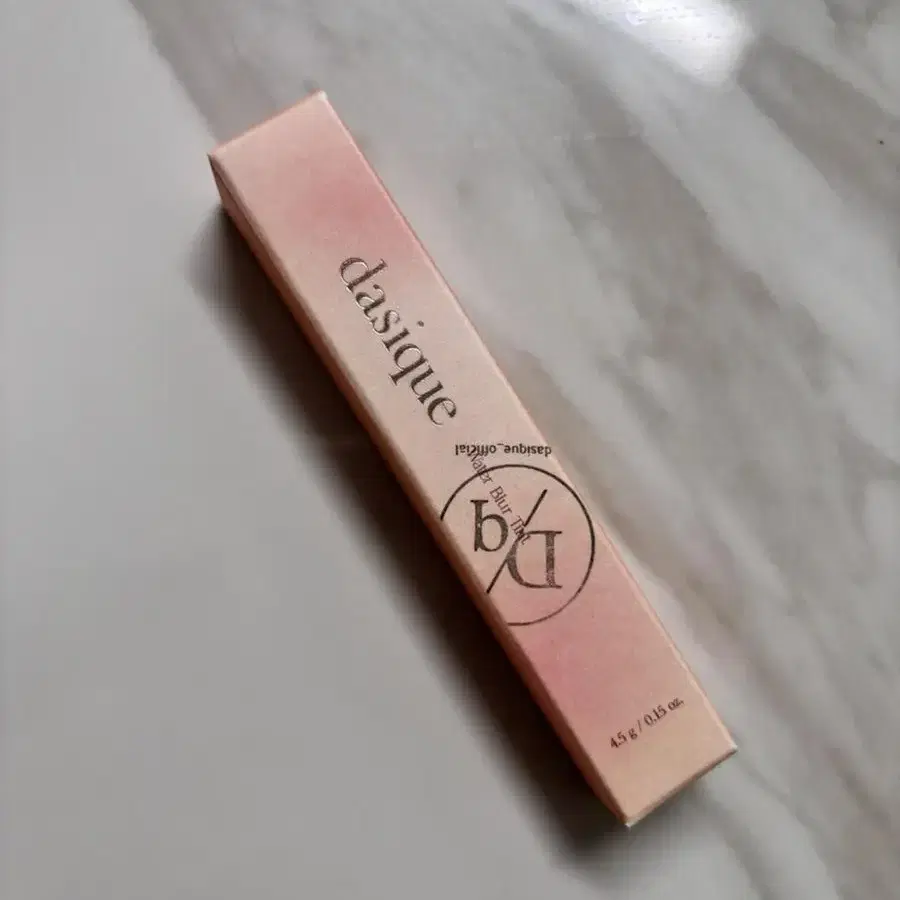 dasique
dasique_official
Water Blur Tint
D/q
4.5 g / 0.15 oz.